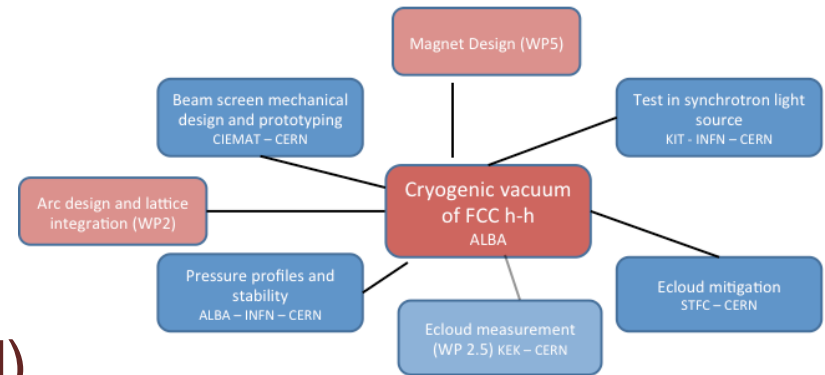 Magnet Design (WP5)
Beam screen mechanical
design and prototyping
CIEMAT – CERN
Test in synchrotron light
source
KIT - INFN – CERN
Arc design and lattice
integration (WP2)
Cryogenic vacuum
of FCC h-h
ALBA
Pressure profiles and
stability
ALBA – INFN – CERN
Ecloud measurement
(WP 2.5) KEK – CERN
Ecloud mitigation
STFC – CERN